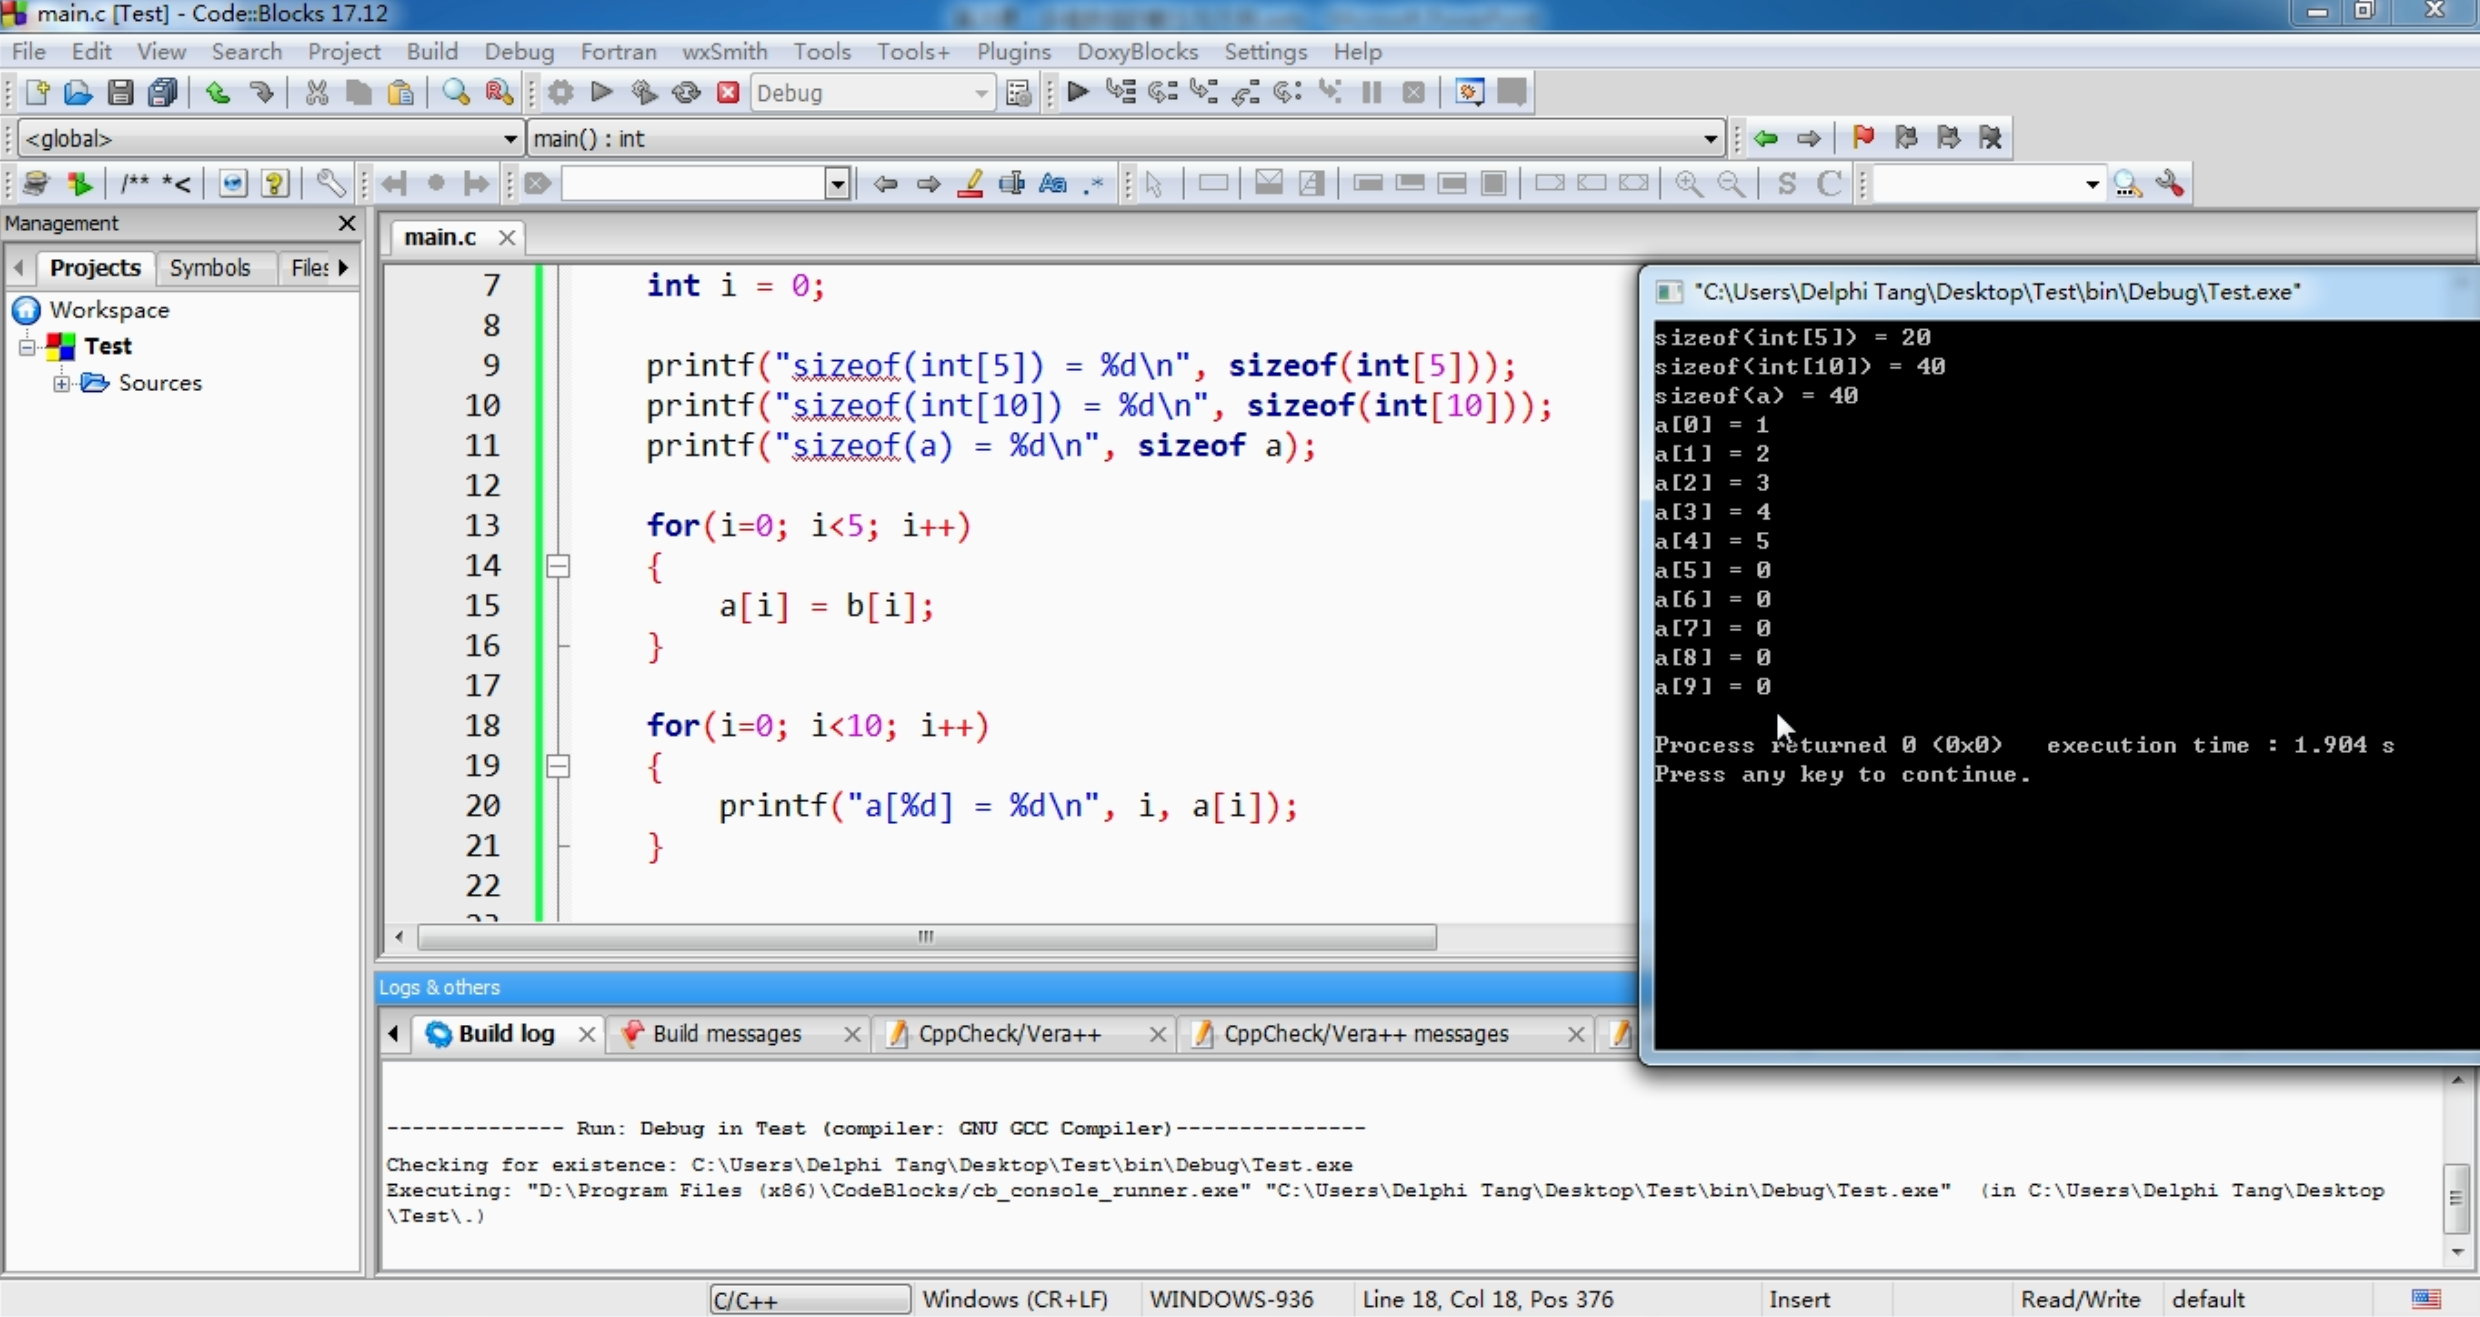 main.c [Test] - Code::Blocks 17.12
File Edit View Search Project Build Debug Fortran wxSmith Tools Tools+ Plugins DoxyBlocks Settings Help
Debug
<global> main() : int
/** *<
S C
Management
Projects Symbols Files
Workspace
Test
Sources
main.c
7 int i = 0;
8
9 printf("sizeof(int[5]) = %d\n", sizeof(int[5]));
10 printf("sizeof(int[10]) = %d\n", sizeof(int[10]));
11 printf("sizeof(a) = %d\n", sizeof a);
12
13 for(i=0; i<5; i++)
14 {
15 a[i] = b[i];
16 }
17
18 for(i=0; i<10; i++)
19 {
20 printf("a[%d] = %d\n", i, a[i]);
21 }
22
"C:\Users\Delphi Tang\Desktop\Test\bin\Debug\Test.exe"
sizeof(int[5]) = 20
sizeof(int[10]) = 40
sizeof(a) = 40
a[0] = 1
a[1] = 2
a[2] = 3
a[3] = 4
a[4] = 5
a[5] = 0
a[6] = 0
a[7] = 0
a[8] = 0
a[9] = 0
Process returned 0 (0x0) execution time : 1.904 s
Press any key to continue.
Logs & others
Build log Build messages CppCheck/Vera++ CppCheck/Vera++ messages
-------------- Run: Debug in Test (compiler: GNU GCC Compiler)---------------
Checking for existence: C:\Users\Delphi Tang\Desktop\Test\bin\Debug\Test.exe
Executing: "D:\Program Files (x86)\CodeBlocks/cb_console_runner.exe" "C:\Users\Delphi Tang\Desktop\Test\bin\Debug\Test.exe" (in C:\Users\Delphi Tang\Desktop
\Test\.)
C/C++ Windows (CR+LF) WINDOWS-936 Line 18, Col 18, Pos 376 Insert Read/Write default